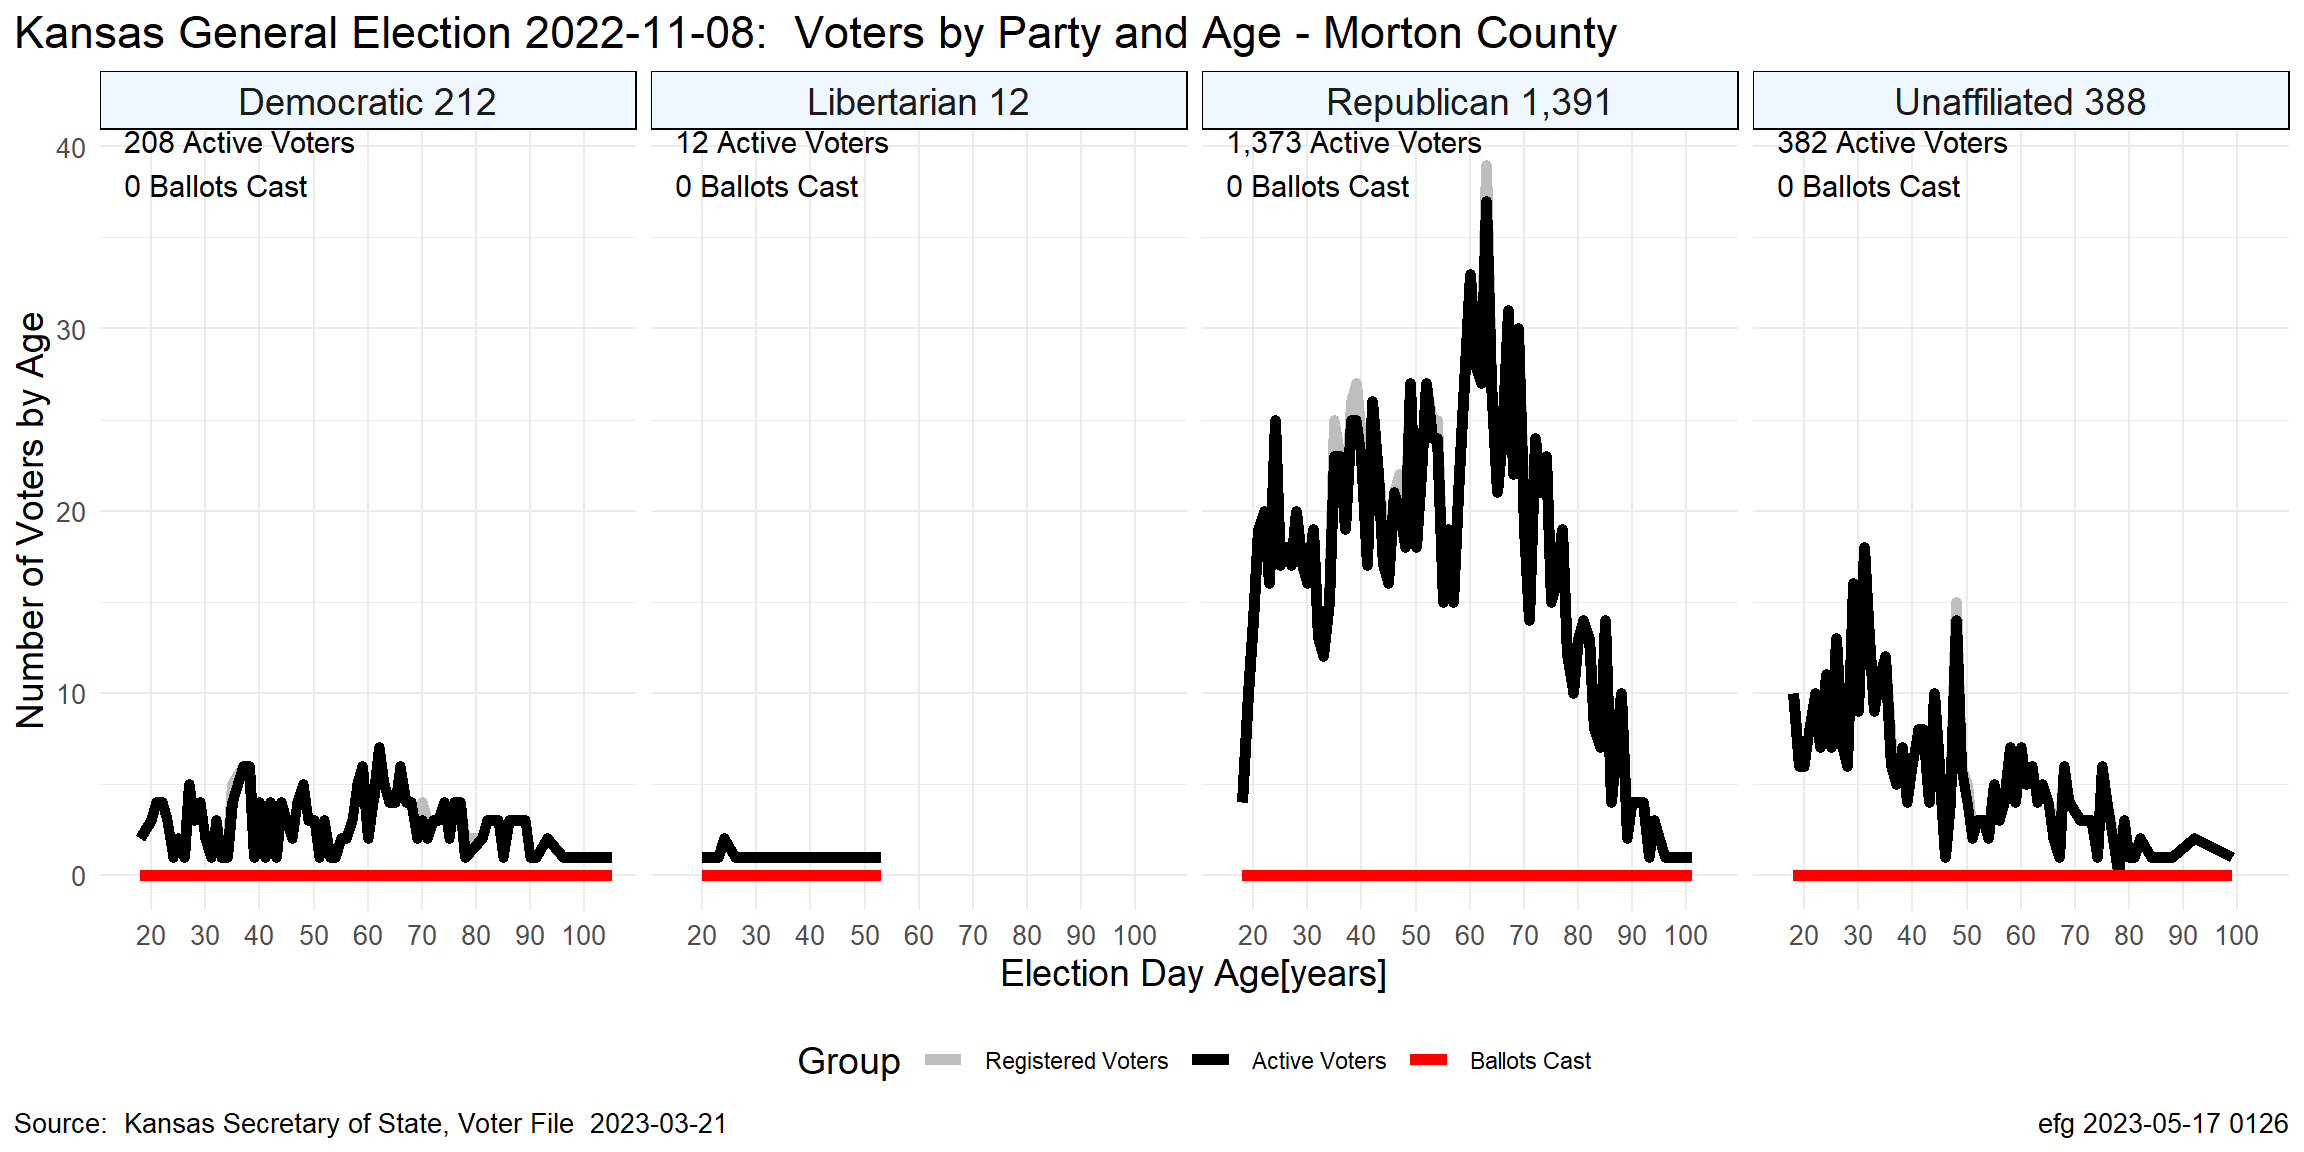 Kansas General Election 2022-11-08:  Voters by Party and Age - Morton County
Democratic 212
Libertarian 12
Republican 1,391
Unaffiliated 388
208 Active Voters
0 Ballots Cast
12 Active Voters
0 Ballots Cast
1,373 Active Voters
0 Ballots Cast
382 Active Voters
0 Ballots Cast
Number of Voters by Age
40
30
20
10
0
20 30 40 50 60 70 80 90 100
20 30 40 50 60 70 80 90 100
20 30 40 50 60 70 80 90 100
20 30 40 50 60 70 80 90 100
Election Day Age[years]
Group Registered Voters Active Voters Ballots Cast
Source:  Kansas Secretary of State, Voter File  2023-03-21
efg 2023-05-17 0126